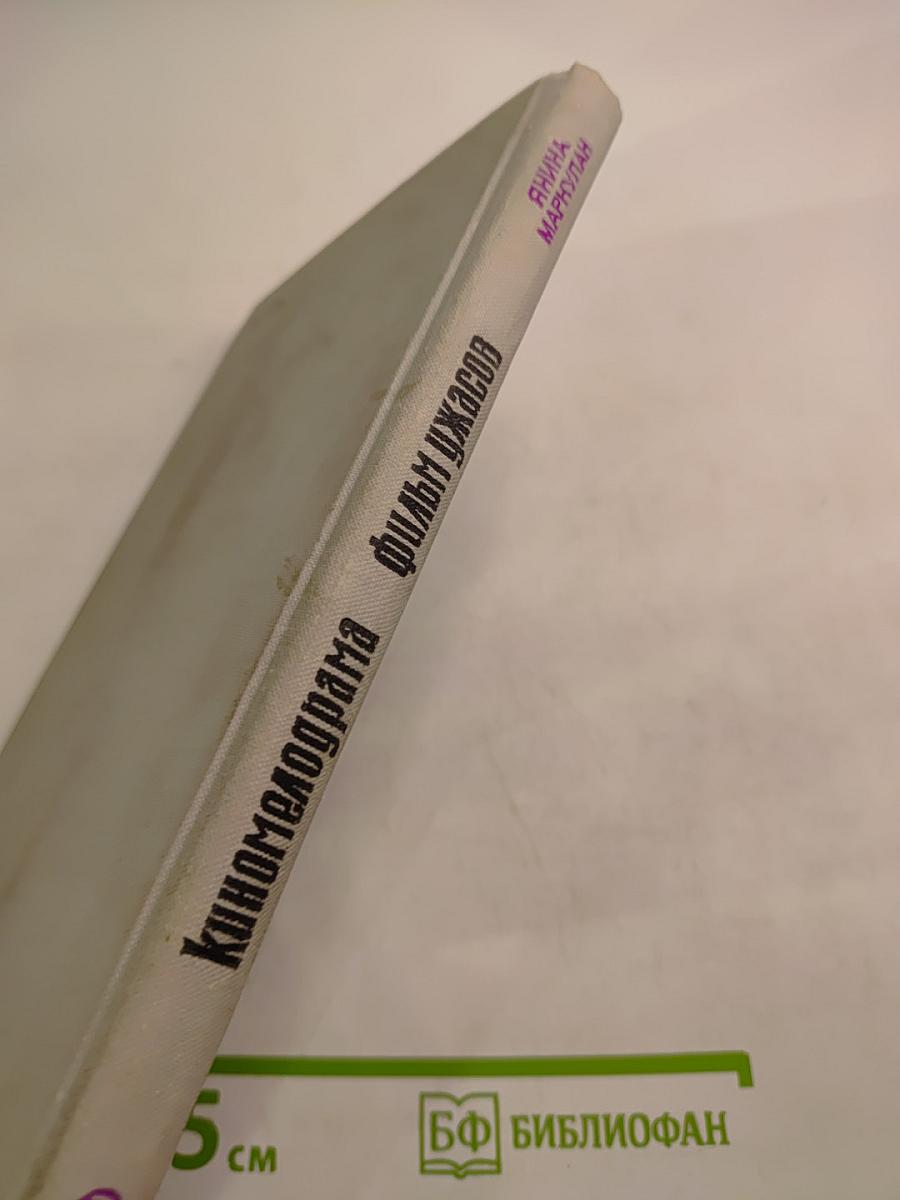 ЯНИНА
МАРКУЛАН
Киномелодрама фильм ужасов
5 см
БФ БИБЛИОФАН